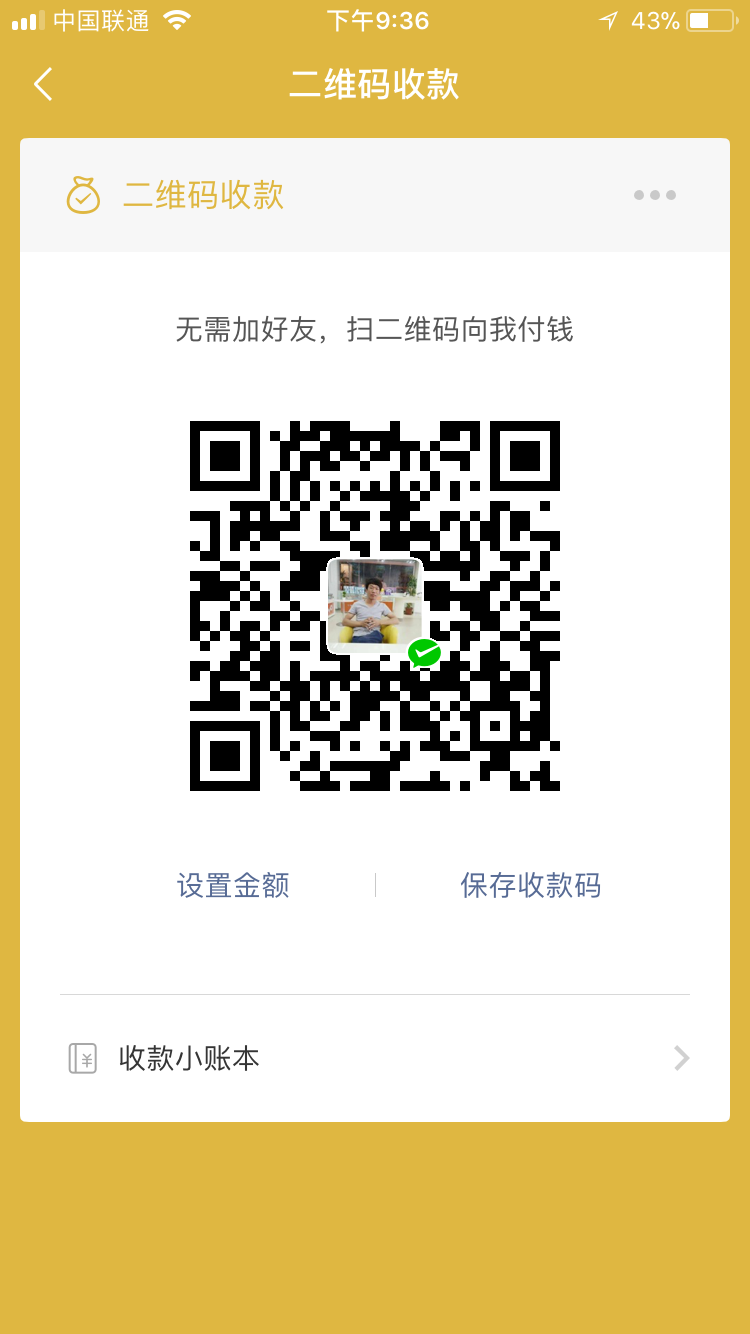 中国联通 下午9:36 43%
二维码收款
二维码收款
无需加好友，扫二维码向我付钱
设置金额 保存收款码
收款小账本